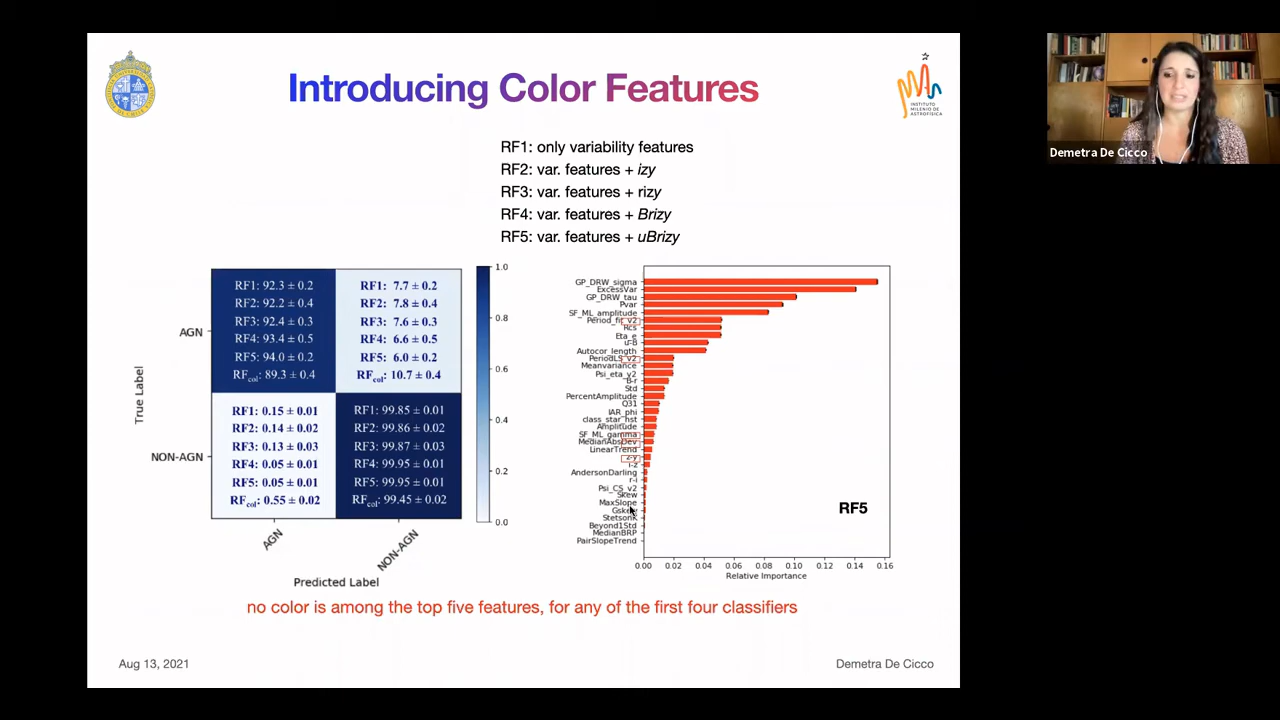 Introducing Color Features
INSTITUTO
MILENIO DE
ASTROFÍSICA
RF1: only variability features
RF2: var. features + izy
RF3: var. features + rizy
RF4: var. features + Brizy
RF5: var. features + uBrizy
True Label
AGN
NON-AGN
RF1: 92.3 ± 0.2
RF2: 92.2 ± 0.4
RF3: 92.4 ± 0.3
RF4: 93.4 ± 0.5
RF5: 94.0 ± 0.2
RFcol: 89.3 ± 0.4
RF1: 7.7 ± 0.2
RF2: 7.8 ± 0.4
RF3: 7.6 ± 0.3
RF4: 6.6 ± 0.5
RF5: 6.0 ± 0.2
RFcol: 10.7 ± 0.4
RF1: 0.15 ± 0.01
RF2: 0.14 ± 0.02
RF3: 0.13 ± 0.03
RF4: 0.05 ± 0.01
RF5: 0.05 ± 0.01
RFcol: 0.55 ± 0.02
RF1: 99.85 ± 0.01
RF2: 99.86 ± 0.02
RF3: 99.87 ± 0.03
RF4: 99.95 ± 0.01
RF5: 99.95 ± 0.01
RFcol: 99.45 ± 0.02
AGN
NON-AGN
Predicted Label
1.0
0.8
0.6
0.4
0.2
0.0
GP_DRW_sigma
ExcessVar
GP_DRW_tau
Pvar
SF_ML_amplitude
Period_fit_v2
Rcs
Eta_e
u-B
Autocor_length
PeriodLS_v2
Meanvariance
Psi_eta_v2
B-r
Std
PercentAmplitude
Q31
IAR_phi
class_star_hst
Amplitude
SF_ML_gamma
MedianAbsDev
LinearTrend
z-y
i-z
AndersonDarling
r-i
Psi_CS_v2
Skew
MaxSlope
StetsonK
Beyond1Std
MedianBRP
PairSlopeTrend
0.00 0.02 0.04 0.06 0.08 0.10 0.12 0.14 0.16
Relative Importance
RF5
no color is among the top five features, for any of the first four classifiers
Aug 13, 2021
Demetra De Cicco
Demetra De Cicco